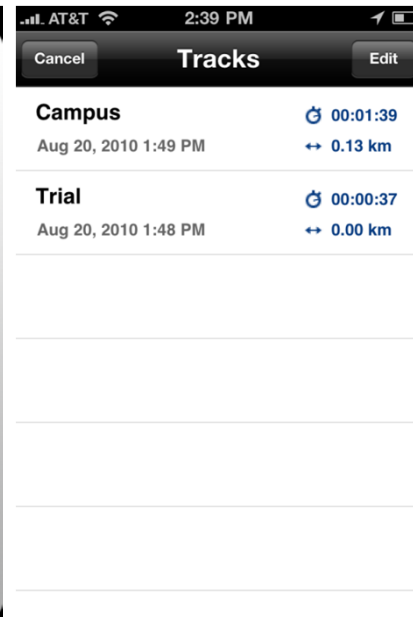 AT&T 2:39 PM
Cancel Tracks Edit
Campus 00:01:39
Aug 20, 2010 1:49 PM 0.13 km
Trial 00:00:37
Aug 20, 2010 1:48 PM 0.00 km